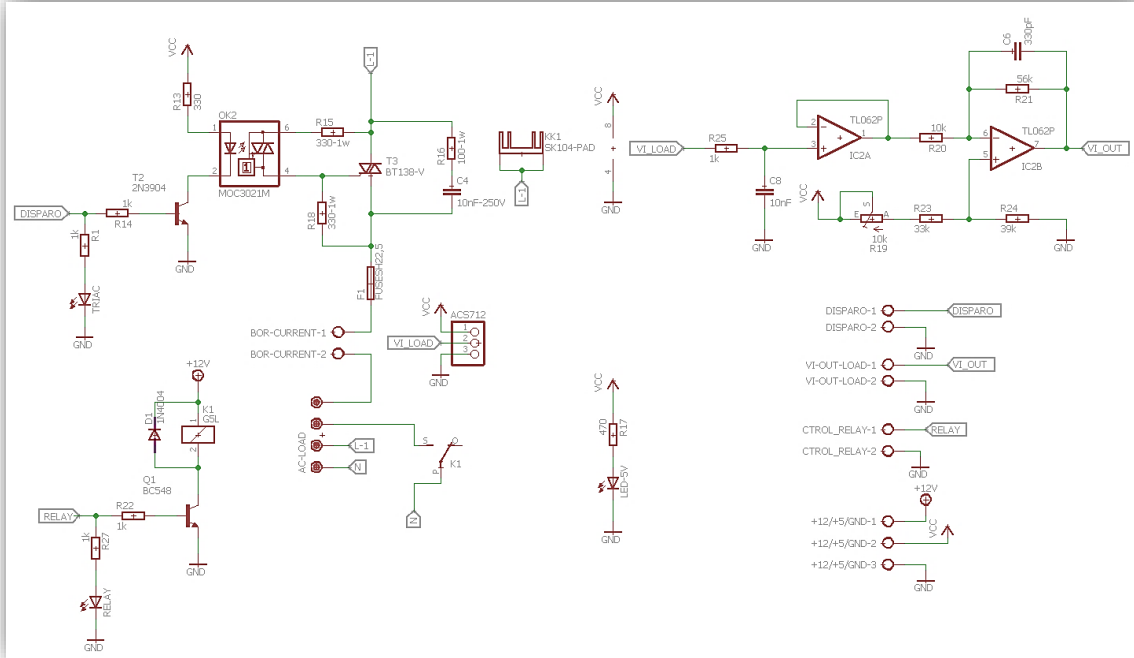 VCC
R13
330
OK2
1
6
2
4
1
MOC3021M
T2
2N3904
DISPARO
1k
R14
1k
R1
TRIAC
GND
GND
L-1
R15
330-1w
R16
100-1w
T3
BT138-V
C4
10nF-250V
R18
330-1w
F1
FUSESH22,5
KK1
SK104-PAD
L-1
BOR-CURRENT-1
BOR-CURRENT-2
VCC
ACS712
1
2
3
VI_LOAD
GND
AC-LOAD
L-1
N
S
O
P
K1
N
+12V
D1
1N4004
K1
G5L
1
2
Q1
BC548
RELAY
R22
1k
1k
R27
RELAY
GND
GND
VCC
8
4
GND
VI_LOAD
R25
1k
C8
10nF
GND
2
3
1
TL062P
IC2A
10k
R20
C6
330pF
56k
R21
6
5
7
TL062P
IC2B
VI_OUT
VCC
E
S
A
10k
R19
R23
33k
R24
39k
GND
VCC
470
R17
LED-5V
GND
DISPARO-1
DISPARO
DISPARO-2
GND
VI-OUT-LOAD-1
VI_OUT
VI-OUT-LOAD-2
GND
CTROL_RELAY-1
RELAY
CTROL_RELAY-2
GND
+12V
+12/+5/GND-1
VCC
+12/+5/GND-2
+12/+5/GND-3
GND